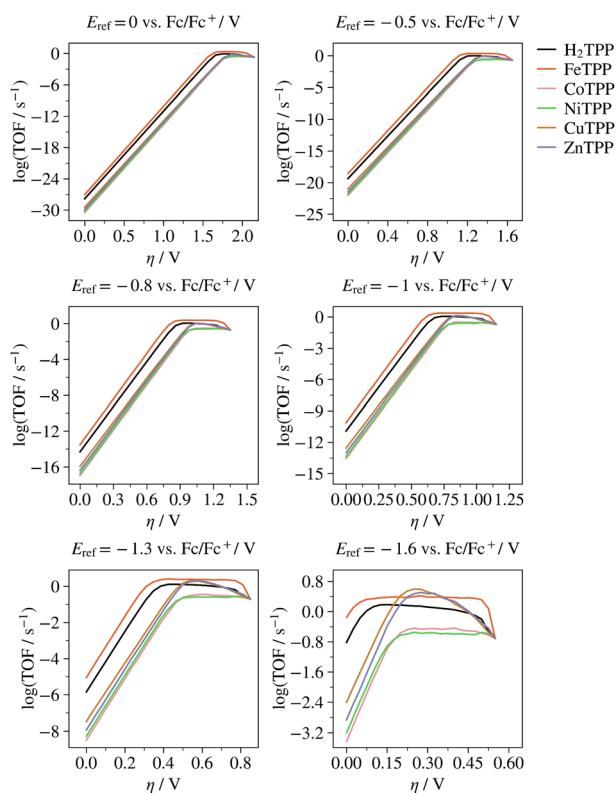 E_ref = 0 vs. Fc/Fc⁺ / V
E_ref = −0.5 vs. Fc/Fc⁺ / V
H₂TPP
FeTPP
CoTPP
NiTPP
CuTPP
ZnTPP
log(TOF / s⁻¹)
0
−6
−12
−18
−24
−30
0.0 0.5 1.0 1.5 2.0
η / V
log(TOF / s⁻¹)
0
−5
−10
−15
−20
−25
0.0 0.4 0.8 1.2 1.6
η / V
E_ref = −0.8 vs. Fc/Fc⁺ / V
E_ref = −1 vs. Fc/Fc⁺ / V
log(TOF / s⁻¹)
0
−4
−8
−12
−16
0.0 0.3 0.6 0.9 1.2 1.5
η / V
log(TOF / s⁻¹)
0
−3
−6
−9
−12
−15
0.00 0.25 0.50 0.75 1.00 1.25
η / V
E_ref = −1.3 vs. Fc/Fc⁺ / V
E_ref = −1.6 vs. Fc/Fc⁺ / V
log(TOF / s⁻¹)
0
−2
−4
−6
−8
0.0 0.2 0.4 0.6 0.8
η / V
log(TOF / s⁻¹)
0.8
0.0
−0.8
−1.6
−2.4
−3.2
0.00 0.15 0.30 0.45 0.60
η / V